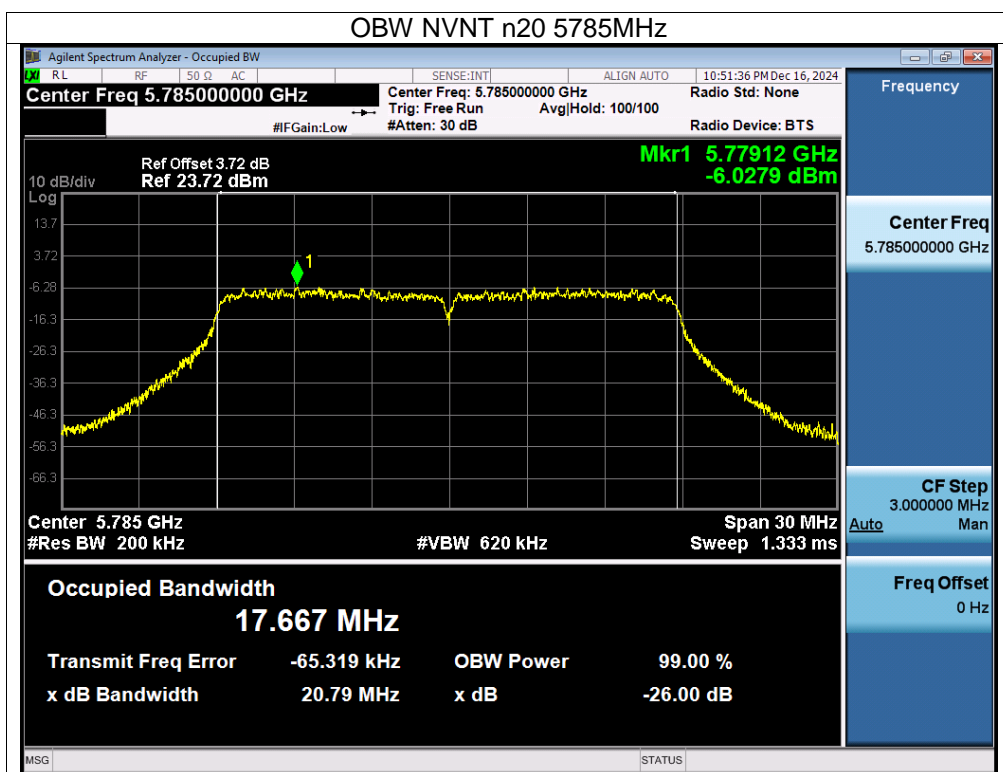 OBW NVNT n20 5785MHz
Agilent Spectrum Analyzer - Occupied BW
LXI RL RF 50 Ω AC SENSE:INT ALIGN AUTO 10:51:36 PM Dec 16, 2024
Center Freq 5.785000000 GHz
Center Freq: 5.785000000 GHz
Radio Std: None
Trig: Free Run Avg|Hold: 100/100
#IFGain:Low #Atten: 30 dB Radio Device: BTS
Mkr1 5.77912 GHz
-6.0279 dBm
Ref Offset 3.72 dB
10 dB/div Ref 23.72 dBm
Log
13.7
3.72
-6.28
-16.3
-26.3
-36.3
-46.3
-56.3
-66.3
1
Center 5.785 GHz Span 30 MHz
#Res BW 200 kHz #VBW 620 kHz Sweep 1.333 ms
Occupied Bandwidth
17.667 MHz
Transmit Freq Error -65.319 kHz OBW Power 99.00 %
x dB Bandwidth 20.79 MHz x dB -26.00 dB
Frequency
Center Freq
5.785000000 GHz
CF Step
3.000000 MHz
Auto Man
Freq Offset
0 Hz
MSG STATUS